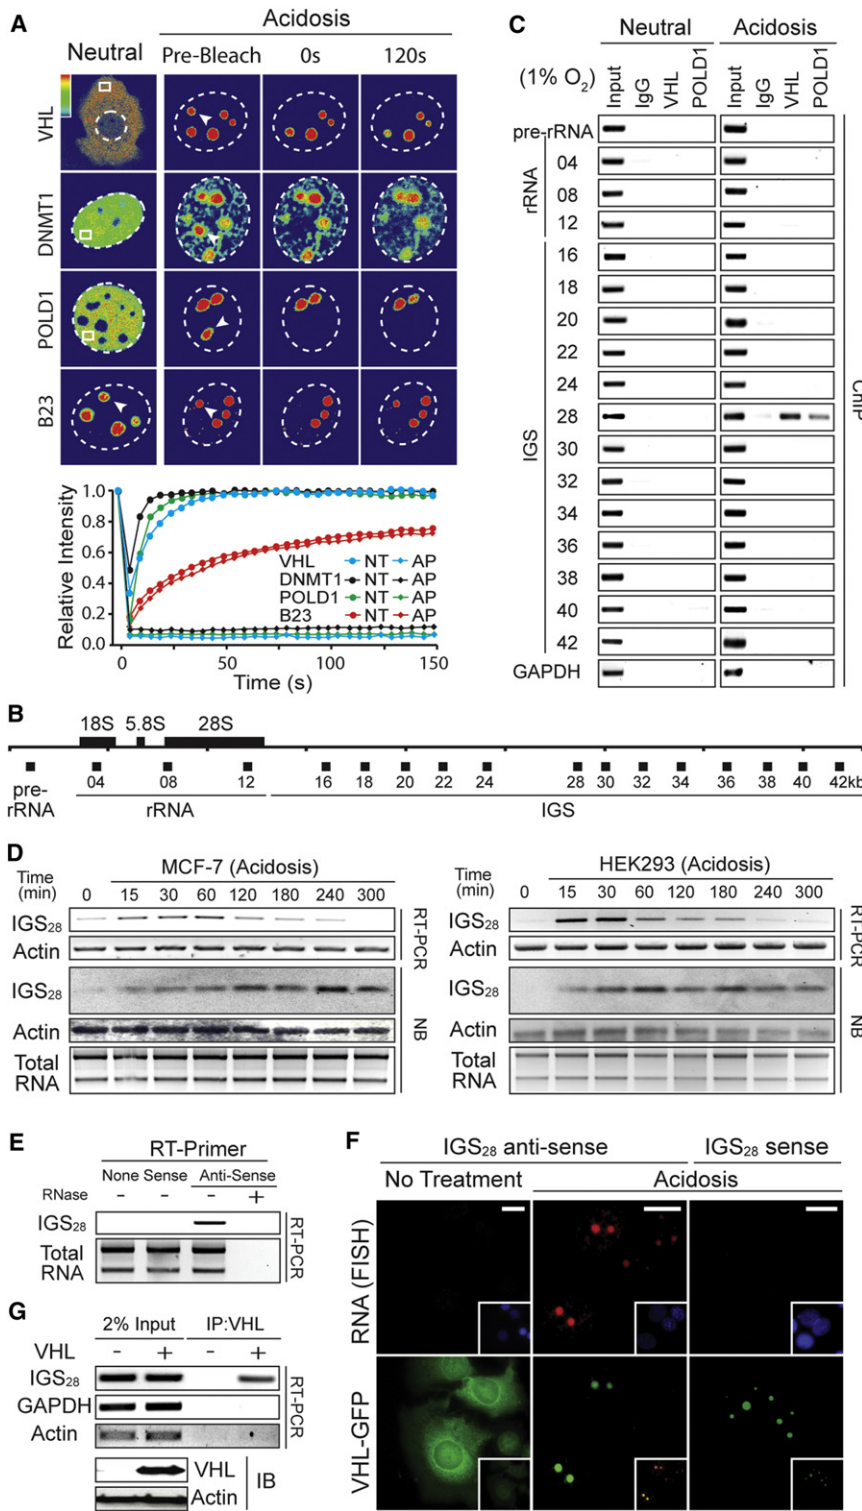 A
Acidosis
Neutral Pre-Bleach 0s 120s
VHL
DNMT1
POLD1
B23
Relative Intensity
1.0
0.8
0.6
0.4
0.2
0.0
VHL NT AP
DNMT1 NT AP
POLD1 NT AP
B23 NT AP
0 50 100 150
Time (s)
C
Neutral Acidosis
(1% O2)
Input IgG VHL POLD1 Input IgG VHL POLD1
pre-rRNA
rRNA
04
08
12
IGS
16
18
20
22
24
28
30
32
34
36
38
40
42
GAPDH
ChIP
B
18S 5.8S 28S
04 08 12 16 18 20 22 24 28 30 32 34 36 38 40 42kb
pre-rRNA rRNA IGS
D
MCF-7 (Acidosis)
Time (min) 0 15 30 60 120 180 240 300
IGS28
Actin
RT-PCR
IGS28
Actin
Total RNA
NB
HEK293 (Acidosis)
Time (min) 0 15 30 60 120 180 240 300
IGS28
Actin
RT-PCR
IGS28
Actin
Total RNA
NB
E
RT-Primer
None Sense Anti-Sense
RNase - - - +
IGS28
Total RNA
RT-PCR
F
IGS28 anti-sense IGS28 sense
No Treatment Acidosis
RNA (FISH)
VHL-GFP
G
2% Input IP:VHL
VHL - + - +
IGS28
GAPDH
Actin
RT-PCR
VHL
Actin
IB